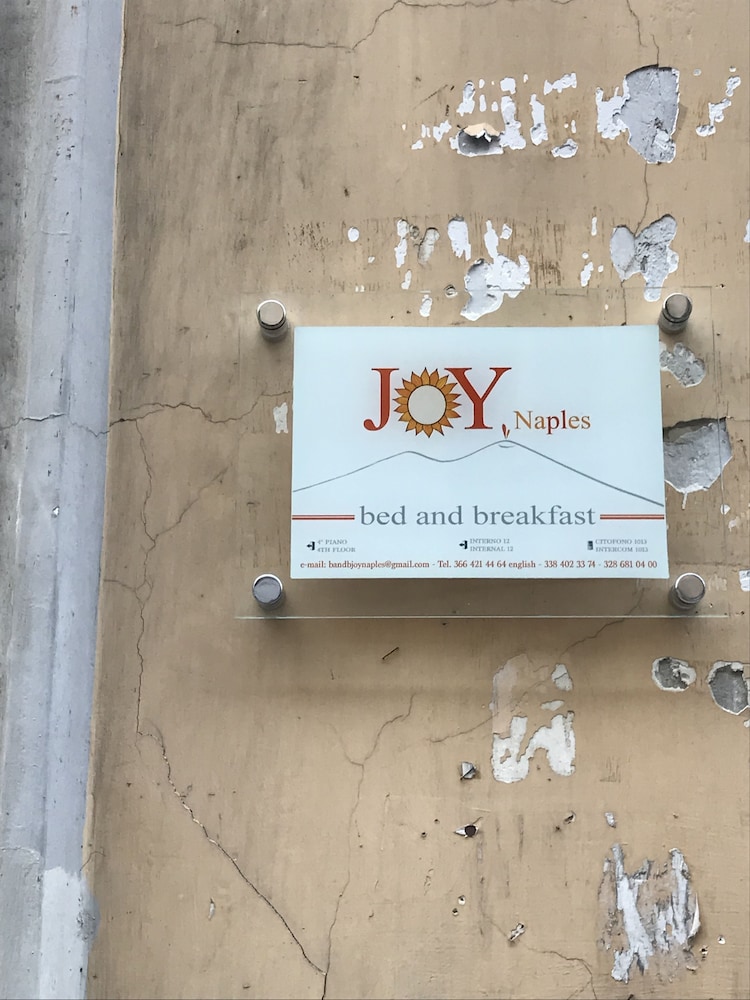 JOY Naples
bed and breakfast
4° PIANO INTERNO 12 CITOFONO 1012
4TH FLOOR INTERNAL 12 INTERCOM 1012
e-mail: bandbjoynaples@gmail.com - Tel. 366 421 44 64 english - 338 402 33 74 - 328 681 04 00